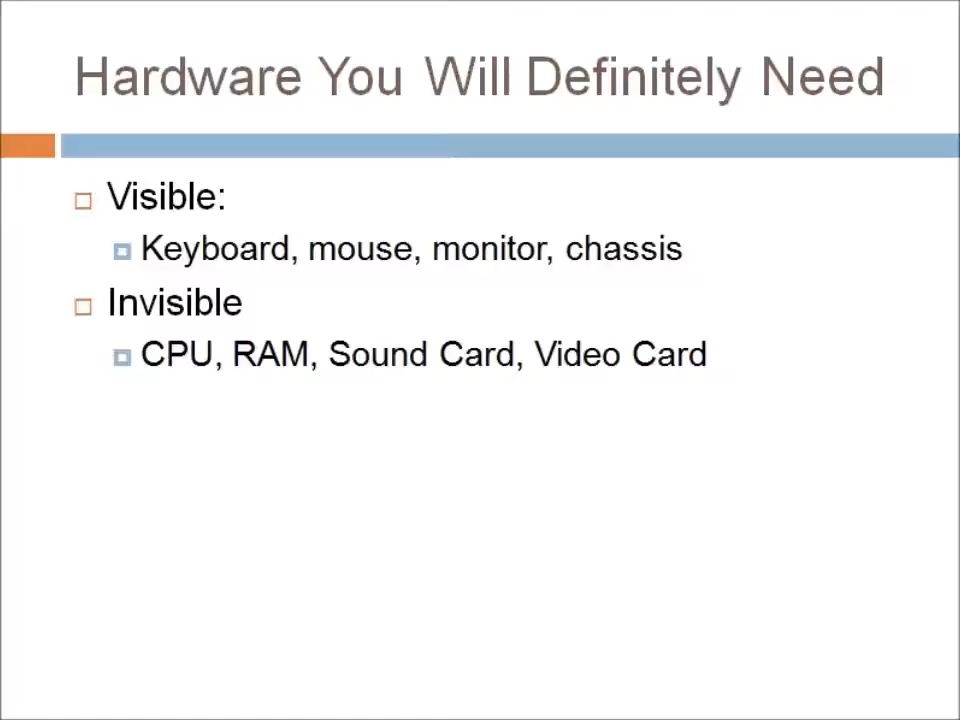 Hardware You Will Definitely Need
Visible:
Keyboard, mouse, monitor, chassis
Invisible
CPU, RAM, Sound Card, Video Card